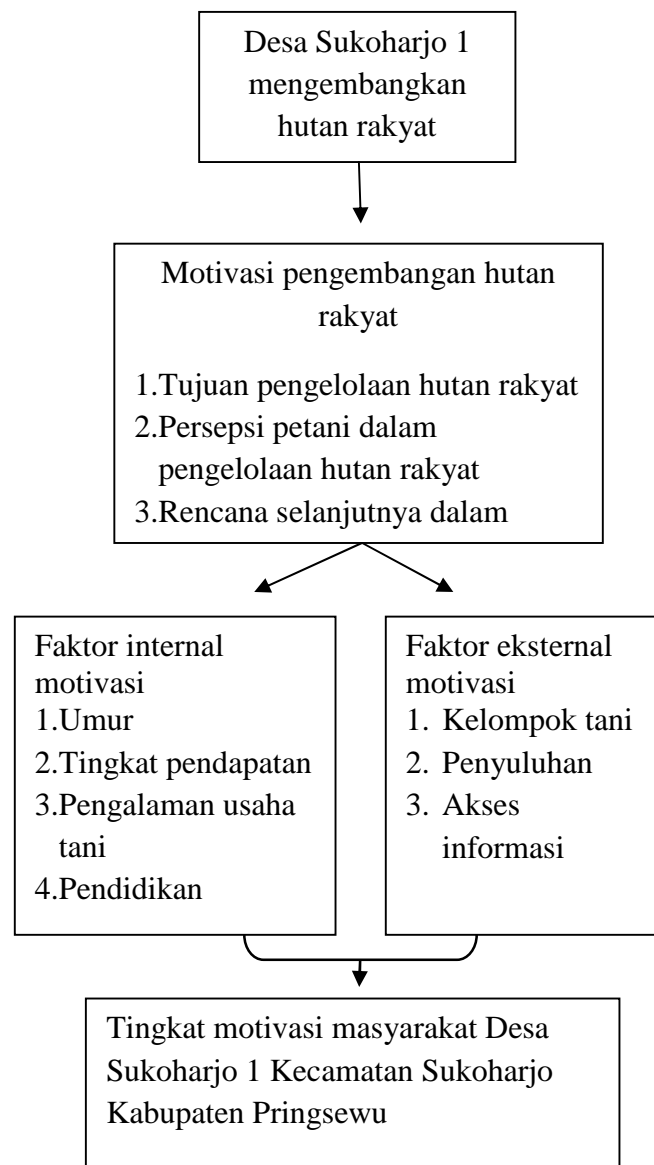 Desa Sukoharjo 1
mengembangkan
hutan rakyat
Motivasi pengembangan hutan
rakyat
1.Tujuan pengelolaan hutan rakyat
2.Persepsi petani dalam
pengelolaan hutan rakyat
3.Rencana selanjutnya dalam
Faktor internal
motivasi
1.Umur
2.Tingkat pendapatan
3.Pengalaman usaha
tani
4.Pendidikan
Faktor eksternal
motivasi
1. Kelompok tani
2. Penyuluhan
3. Akses
informasi
Tingkat motivasi masyarakat Desa
Sukoharjo 1 Kecamatan Sukoharjo
Kabupaten Pringsewu